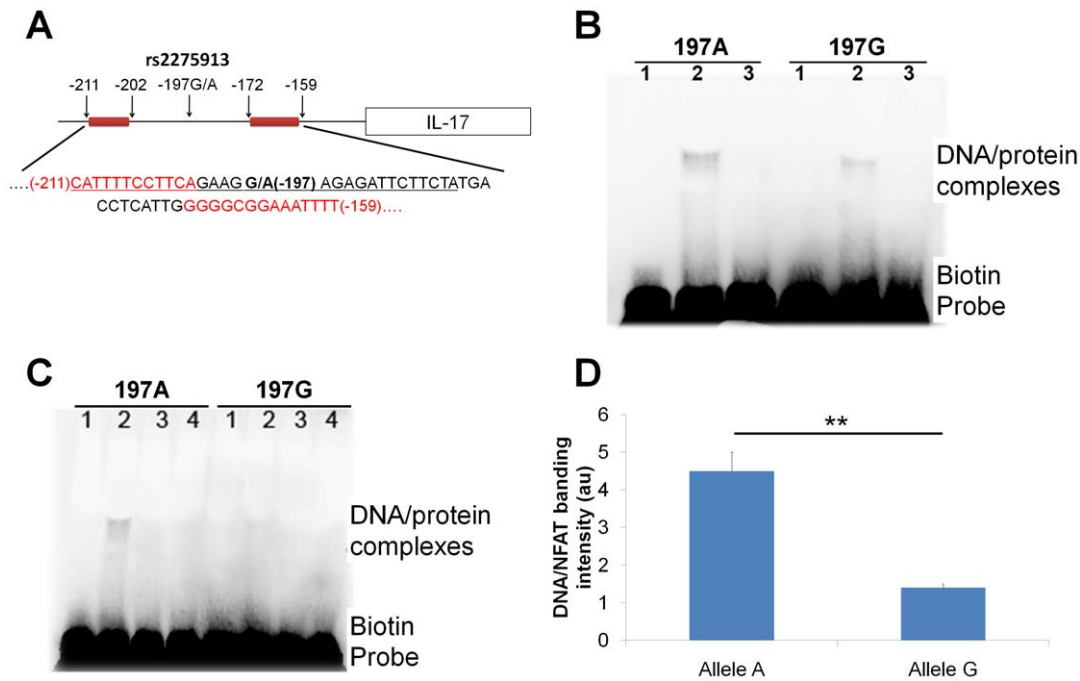 A
rs2275913
-211 -202 -197G/A -172 -159
IL-17
....(-211)CATTTTCCTTCAGAAG G/A(-197) AGAGATTCTTCTATGA
CCTCATTGGGGGCGGAAATTTT(-159)....
B
197A 197G
1 2 3 1 2 3
DNA/protein
complexes
Biotin
Probe
C
197A 197G
1 2 3 4 1 2 3 4
DNA/protein
complexes
Biotin
Probe
D
DNA/NFAT banding
intensity (au)
6
5
4
3
2
1
0
**
Allele A Allele G